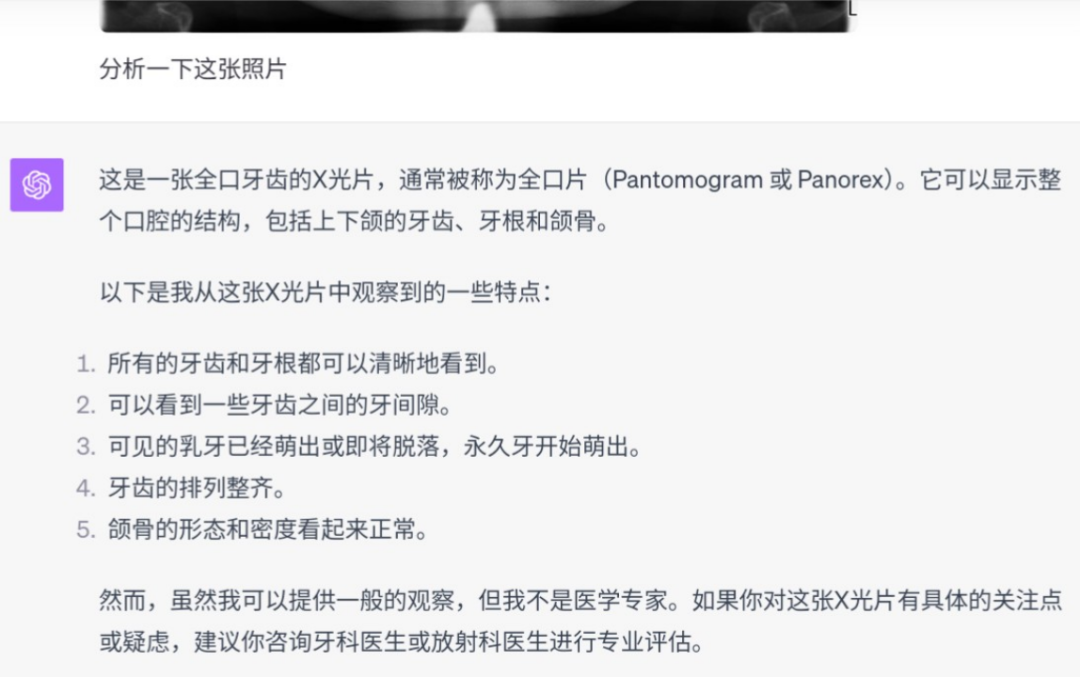 分析一下这张照片
这是一张全口牙齿的X光片，通常被称为全口片（Pantomogram 或 Panorex）。它可以显示整
个口腔的结构，包括上下颌的牙齿、牙根和颌骨。
以下是我从这张X光片中观察到的一些特点：
1. 所有的牙齿和牙根都可以清晰地看到。
2. 可以看到一些牙齿之间的牙间隙。
3. 可见的乳牙已经萌出或即将脱落，永久牙开始萌出。
4. 牙齿的排列整齐。
5. 颌骨的形态和密度看起来正常。
然而，虽然我可以提供一般的观察，但我不是医学专家。如果你对这张X光片有具体的关注点
或疑虑，建议你咨询牙科医生或放射科医生进行专业评估。